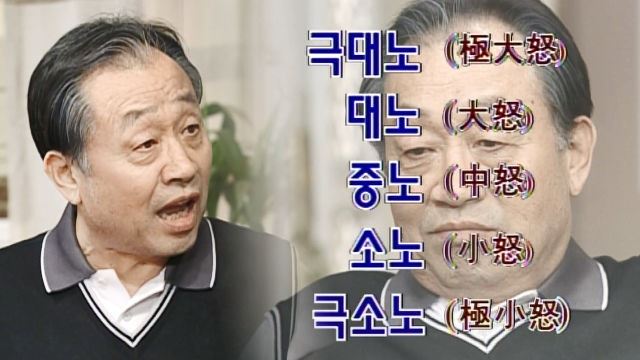 극대노 (極大怒)
대노 (大怒)
중노 (中怒)
소노 (小怒)
극소노 (極小怒)